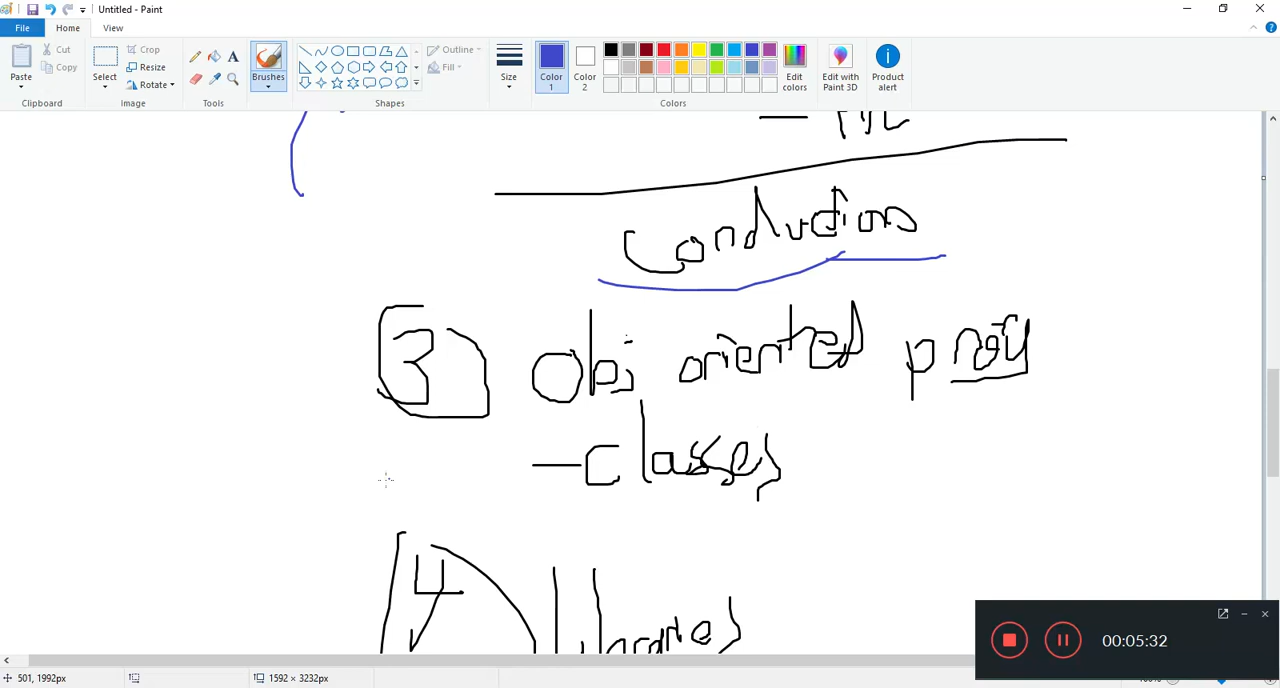 Untitled - Paint
File
Home
View
Paste
Cut
Copy
Clipboard
Select
Crop
Resize
Rotate
Image
Tools
Brushes
Shapes
Outline
Fill
Size
Color 1
Color 2
Colors
Edit colors
Edit with Paint 3D
Product alert
Conductions
3 obj oriented
- classes
4 libraries
00:05:32
501, 1992px
1592 × 3232px